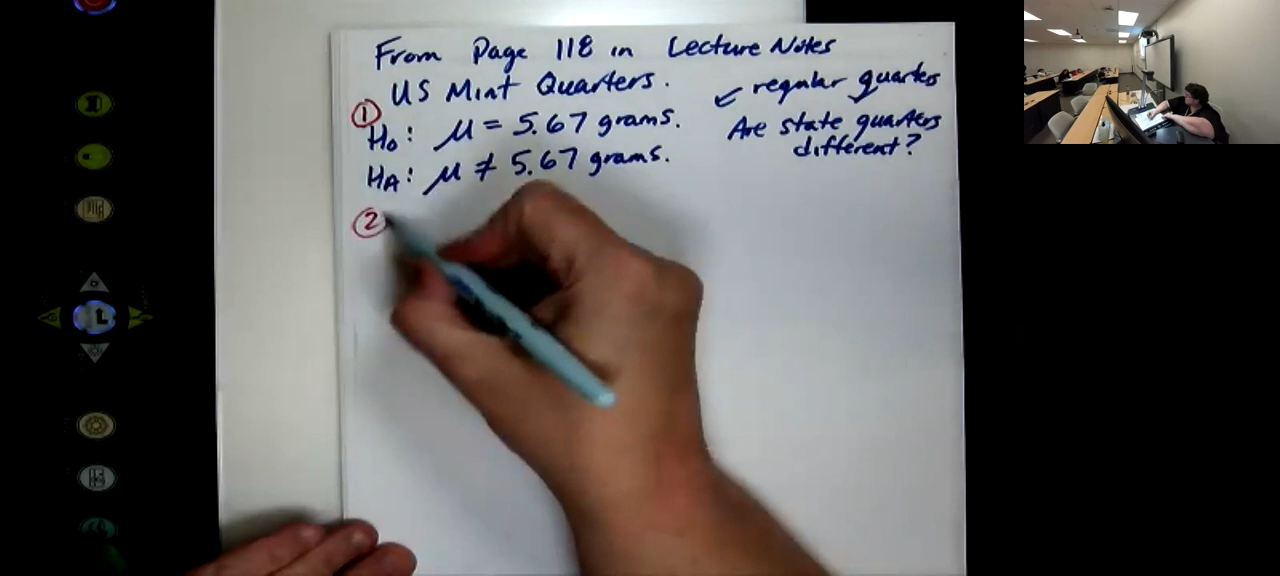 From Page 118 in Lecture Notes
US Mint Quarters.
① H₀: μ = 5.67 grams. ↙ regular quarters
Hᴀ: μ ≠ 5.67 grams. Are state quarters
different?
②